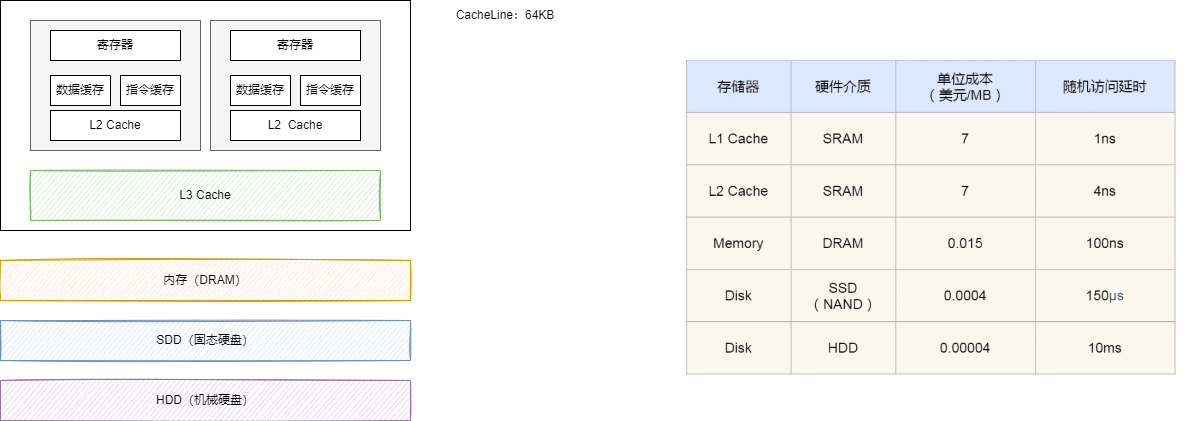 CacheLine：64KB
寄存器
寄存器
数据缓存 指令缓存
数据缓存 指令缓存
L2 Cache
L2 Cache
L3 Cache
内存（DRAM）
SDD（固态硬盘）
HDD（机械硬盘）
存储器 硬件介质 单位成本
（美元/MB） 随机访问延时
L1 Cache SRAM 7 1ns
L2 Cache SRAM 7 4ns
Memory DRAM 0.015 100ns
Disk SSD
（NAND） 0.0004 150μs
Disk HDD 0.00004 10ms